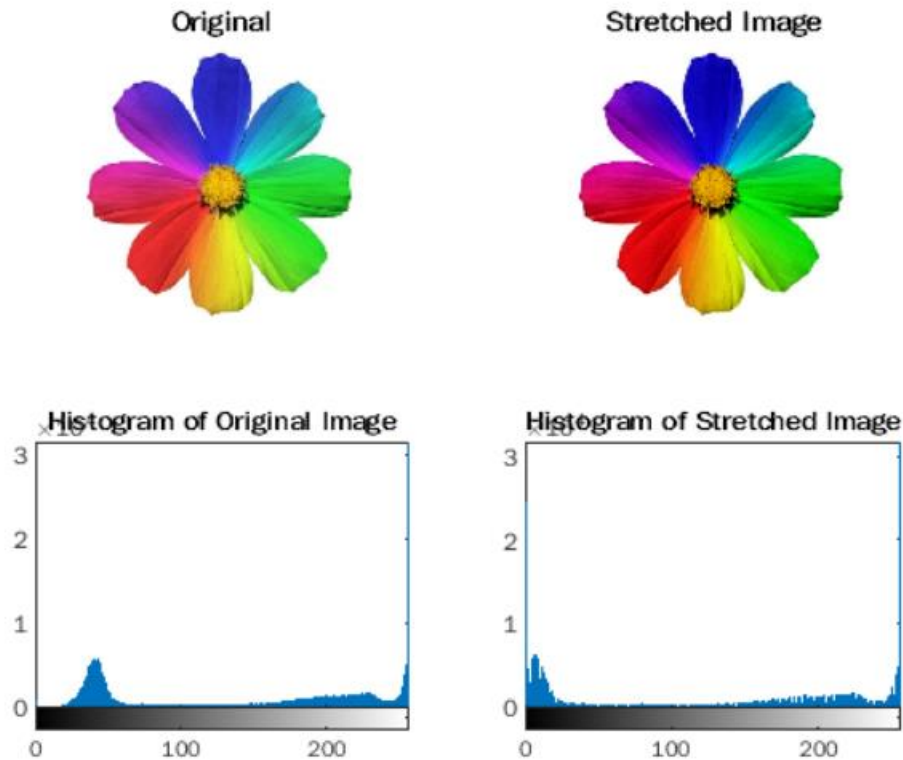 Original
Stretched Image
Histogram of Original Image
3
2
1
0
0 100 200
Histogram of Stretched Image
3
2
1
0
0 100 200